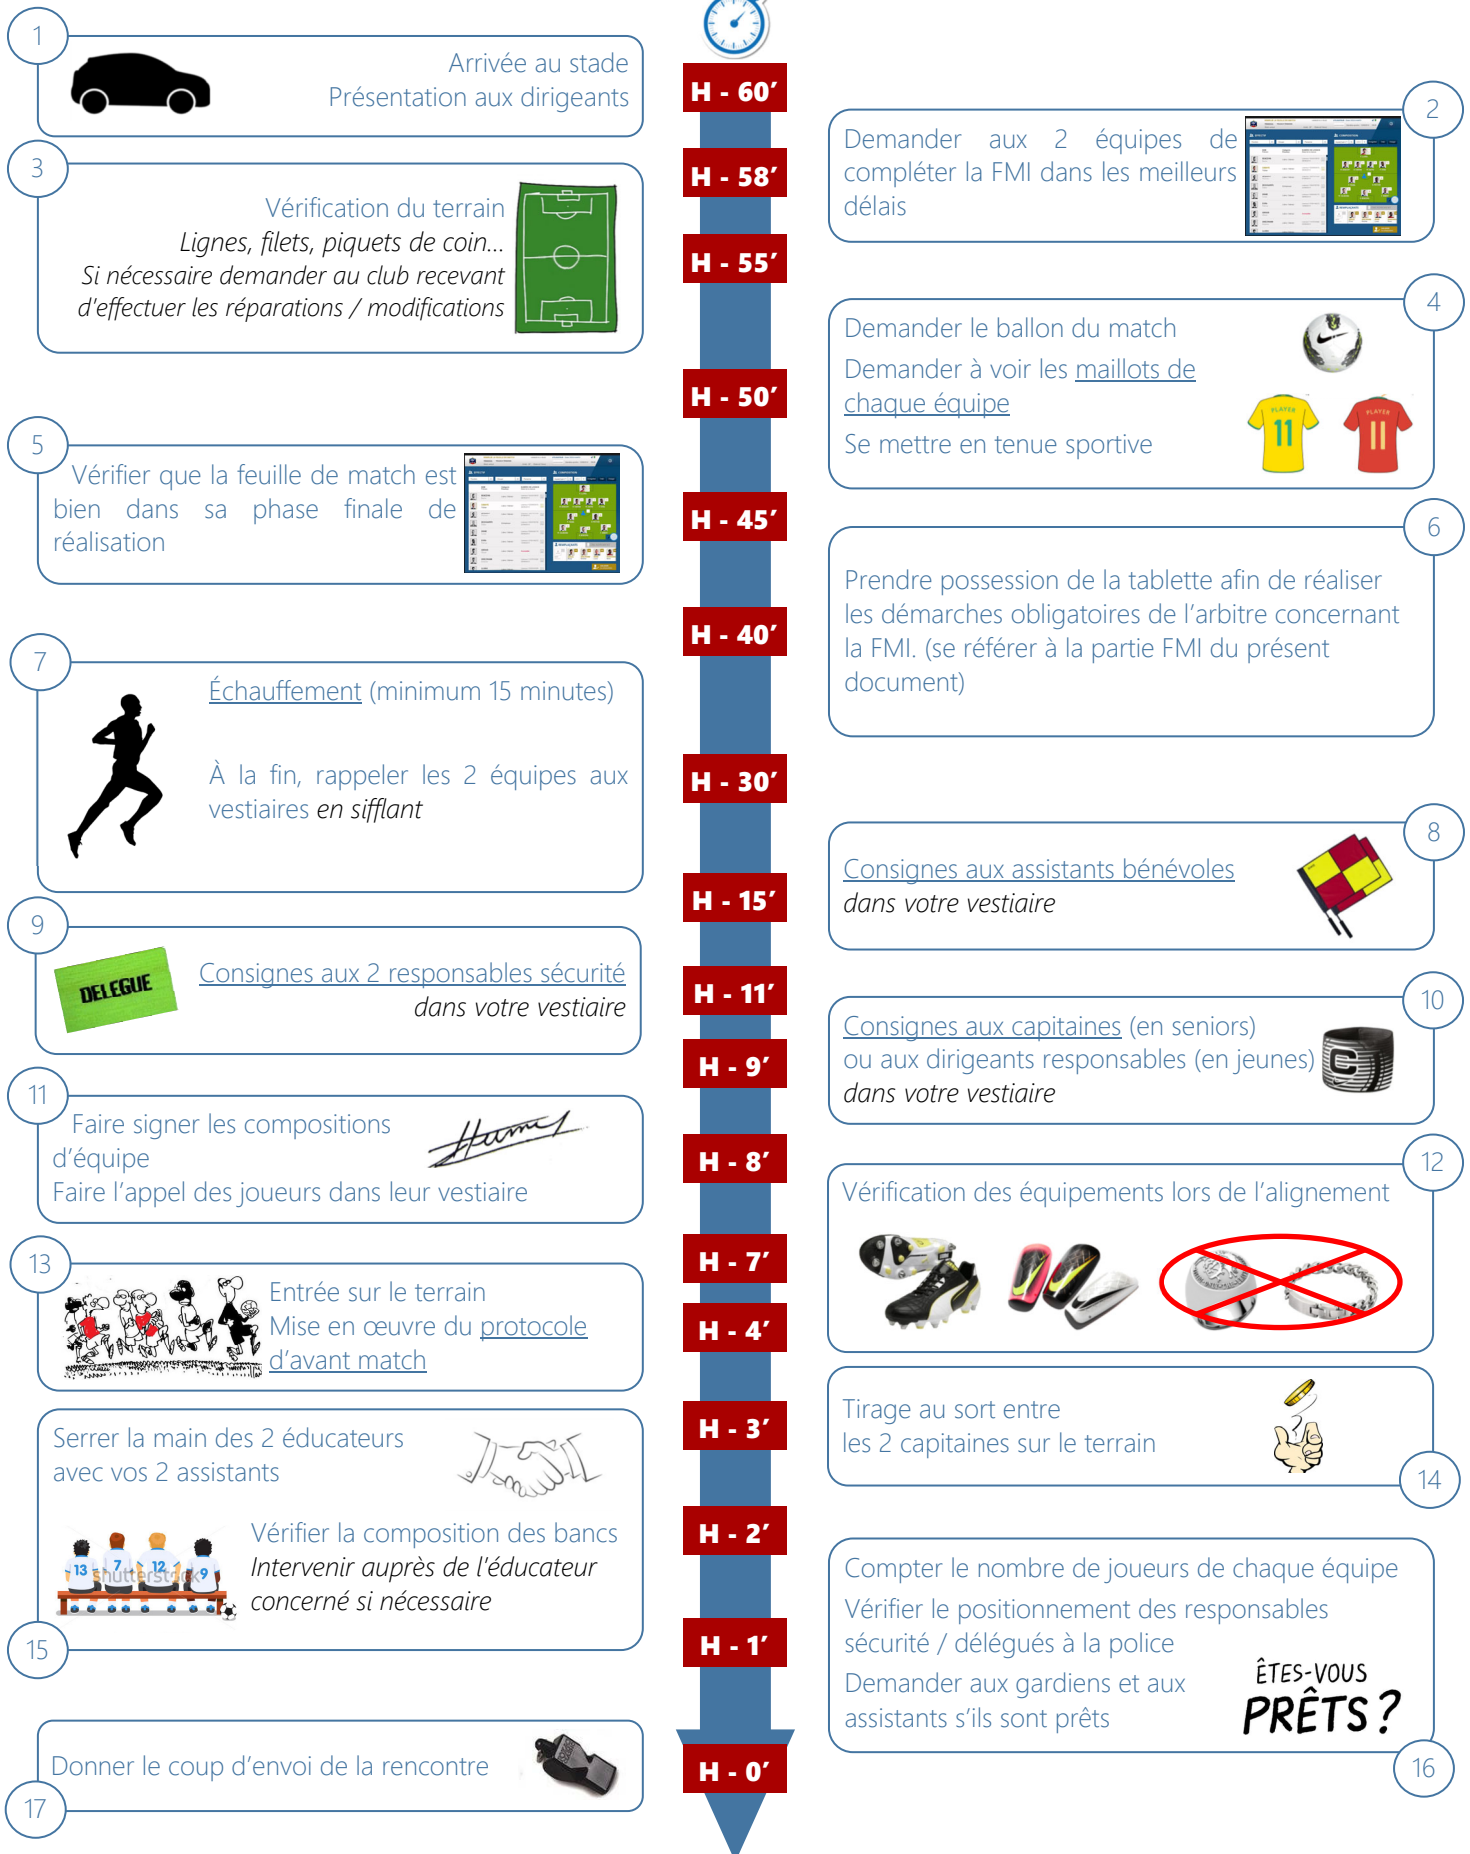 1
Arrivée au stade
Présentation aux dirigeants
H - 60’
2
Demander aux 2 équipes de
compléter la FMI dans les meilleurs
délais
H - 58’
3
Vérification du terrain
Lignes, filets, piquets de coin…
Si nécessaire demander au club recevant
d’effectuer les réparations / modifications
H - 55’
4
Demander le ballon du match
Demander à voir les maillots de
chaque équipe
Se mettre en tenue sportive
PLAYER
11
PLAYER
11
H - 50’
5
Vérifier que la feuille de match est
bien dans sa phase finale de
réalisation
H - 45’
6
Prendre possession de la tablette afin de réaliser
les démarches obligatoires de l’arbitre concernant
la FMI. (se référer à la partie FMI du présent
document)
H - 40’
7
Échauffement (minimum 15 minutes)
À la fin, rappeler les 2 équipes aux
vestiaires en sifflant
H - 30’
8
Consignes aux assistants bénévoles
dans votre vestiaire
H - 15’
9
DELEGUE
Consignes aux 2 responsables sécurité
dans votre vestiaire
H - 11’
10
Consignes aux capitaines (en seniors)
ou aux dirigeants responsables (en jeunes)
dans votre vestiaire
C
H - 9’
11
Faire signer les compositions
d’équipe
Faire l’appel des joueurs dans leur vestiaire
H - 8’
12
Vérification des équipements lors de l’alignement
H - 7’
13
Entrée sur le terrain
Mise en œuvre du protocole
d’avant match
H - 4’
14
Tirage au sort entre
les 2 capitaines sur le terrain
H - 3’
Serrer la main des 2 éducateurs
avec vos 2 assistants
13 7 12 9
shutterstock
Vérifier la composition des bancs
Intervenir auprès de l’éducateur
concerné si nécessaire
15
H - 2’
Compter le nombre de joueurs de chaque équipe
Vérifier le positionnement des responsables
sécurité / délégués à la police
Demander aux gardiens et aux
assistants s’ils sont prêts
ÊTES-VOUS
PRÊTS ?
16
H - 1’
Donner le coup d’envoi de la rencontre
17
H - 0’